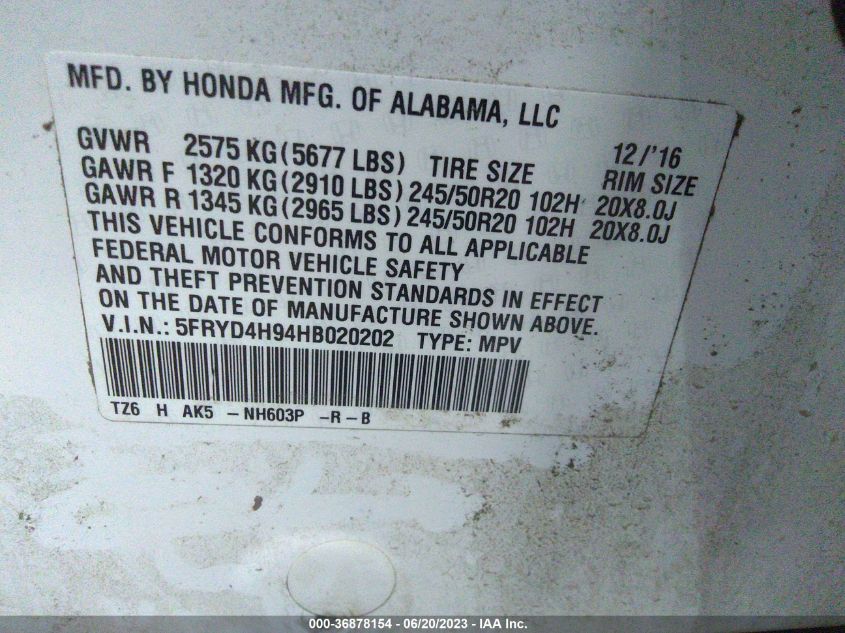 MFD. BY HONDA MFG. OF ALABAMA, LLC
12/'16
GVWR 2575 KG (5677 LBS) TIRE SIZE RIM SIZE
GAWR F 1320 KG (2910 LBS) 245/50R20 102H 20X8.0J
GAWR R 1345 KG (2965 LBS) 245/50R20 102H 20X8.0J
THIS VEHICLE CONFORMS TO ALL APPLICABLE
FEDERAL MOTOR VEHICLE SAFETY
AND THEFT PREVENTION STANDARDS IN EFFECT
ON THE DATE OF MANUFACTURE SHOWN ABOVE.
V.I.N.: 5FRYD4H94HB020202 TYPE: MPV
TZ6 H AK5 -NH603P -R-B
000-36878154 - 06/20/2023 - IAA Inc.